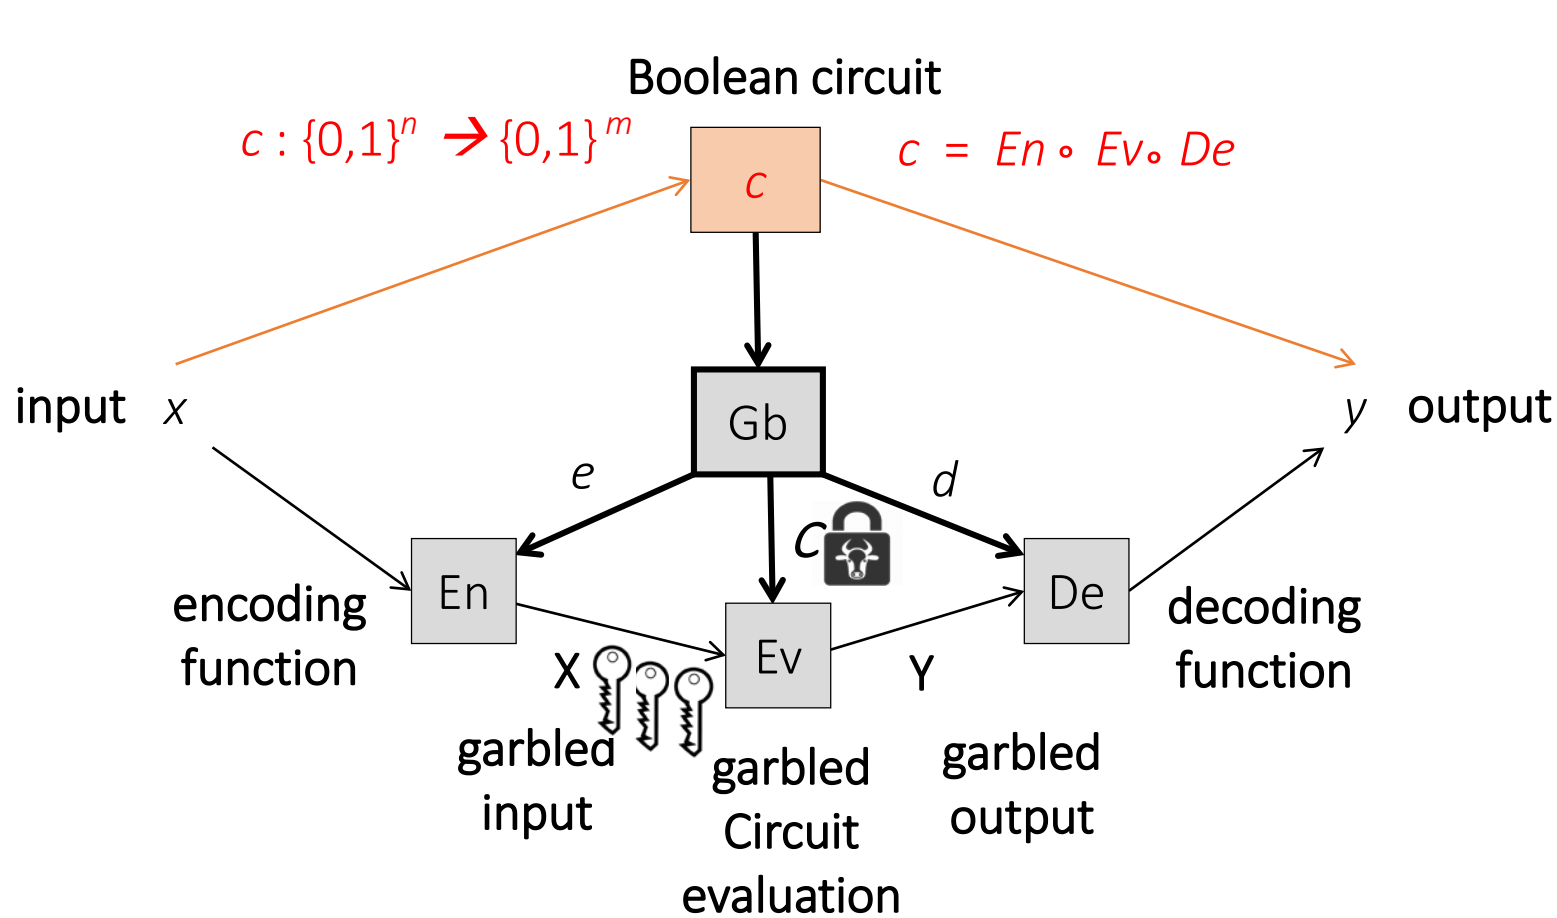 Boolean circuit
c : {0,1}ⁿ → {0,1}ᵐ
c = En ∘ Ev ∘ De
c
input x
y output
Gb
e
d
C
En
De
Ev
encoding
function
decoding
function
X
Y
garbled
input
garbled
Circuit
evaluation
garbled
output